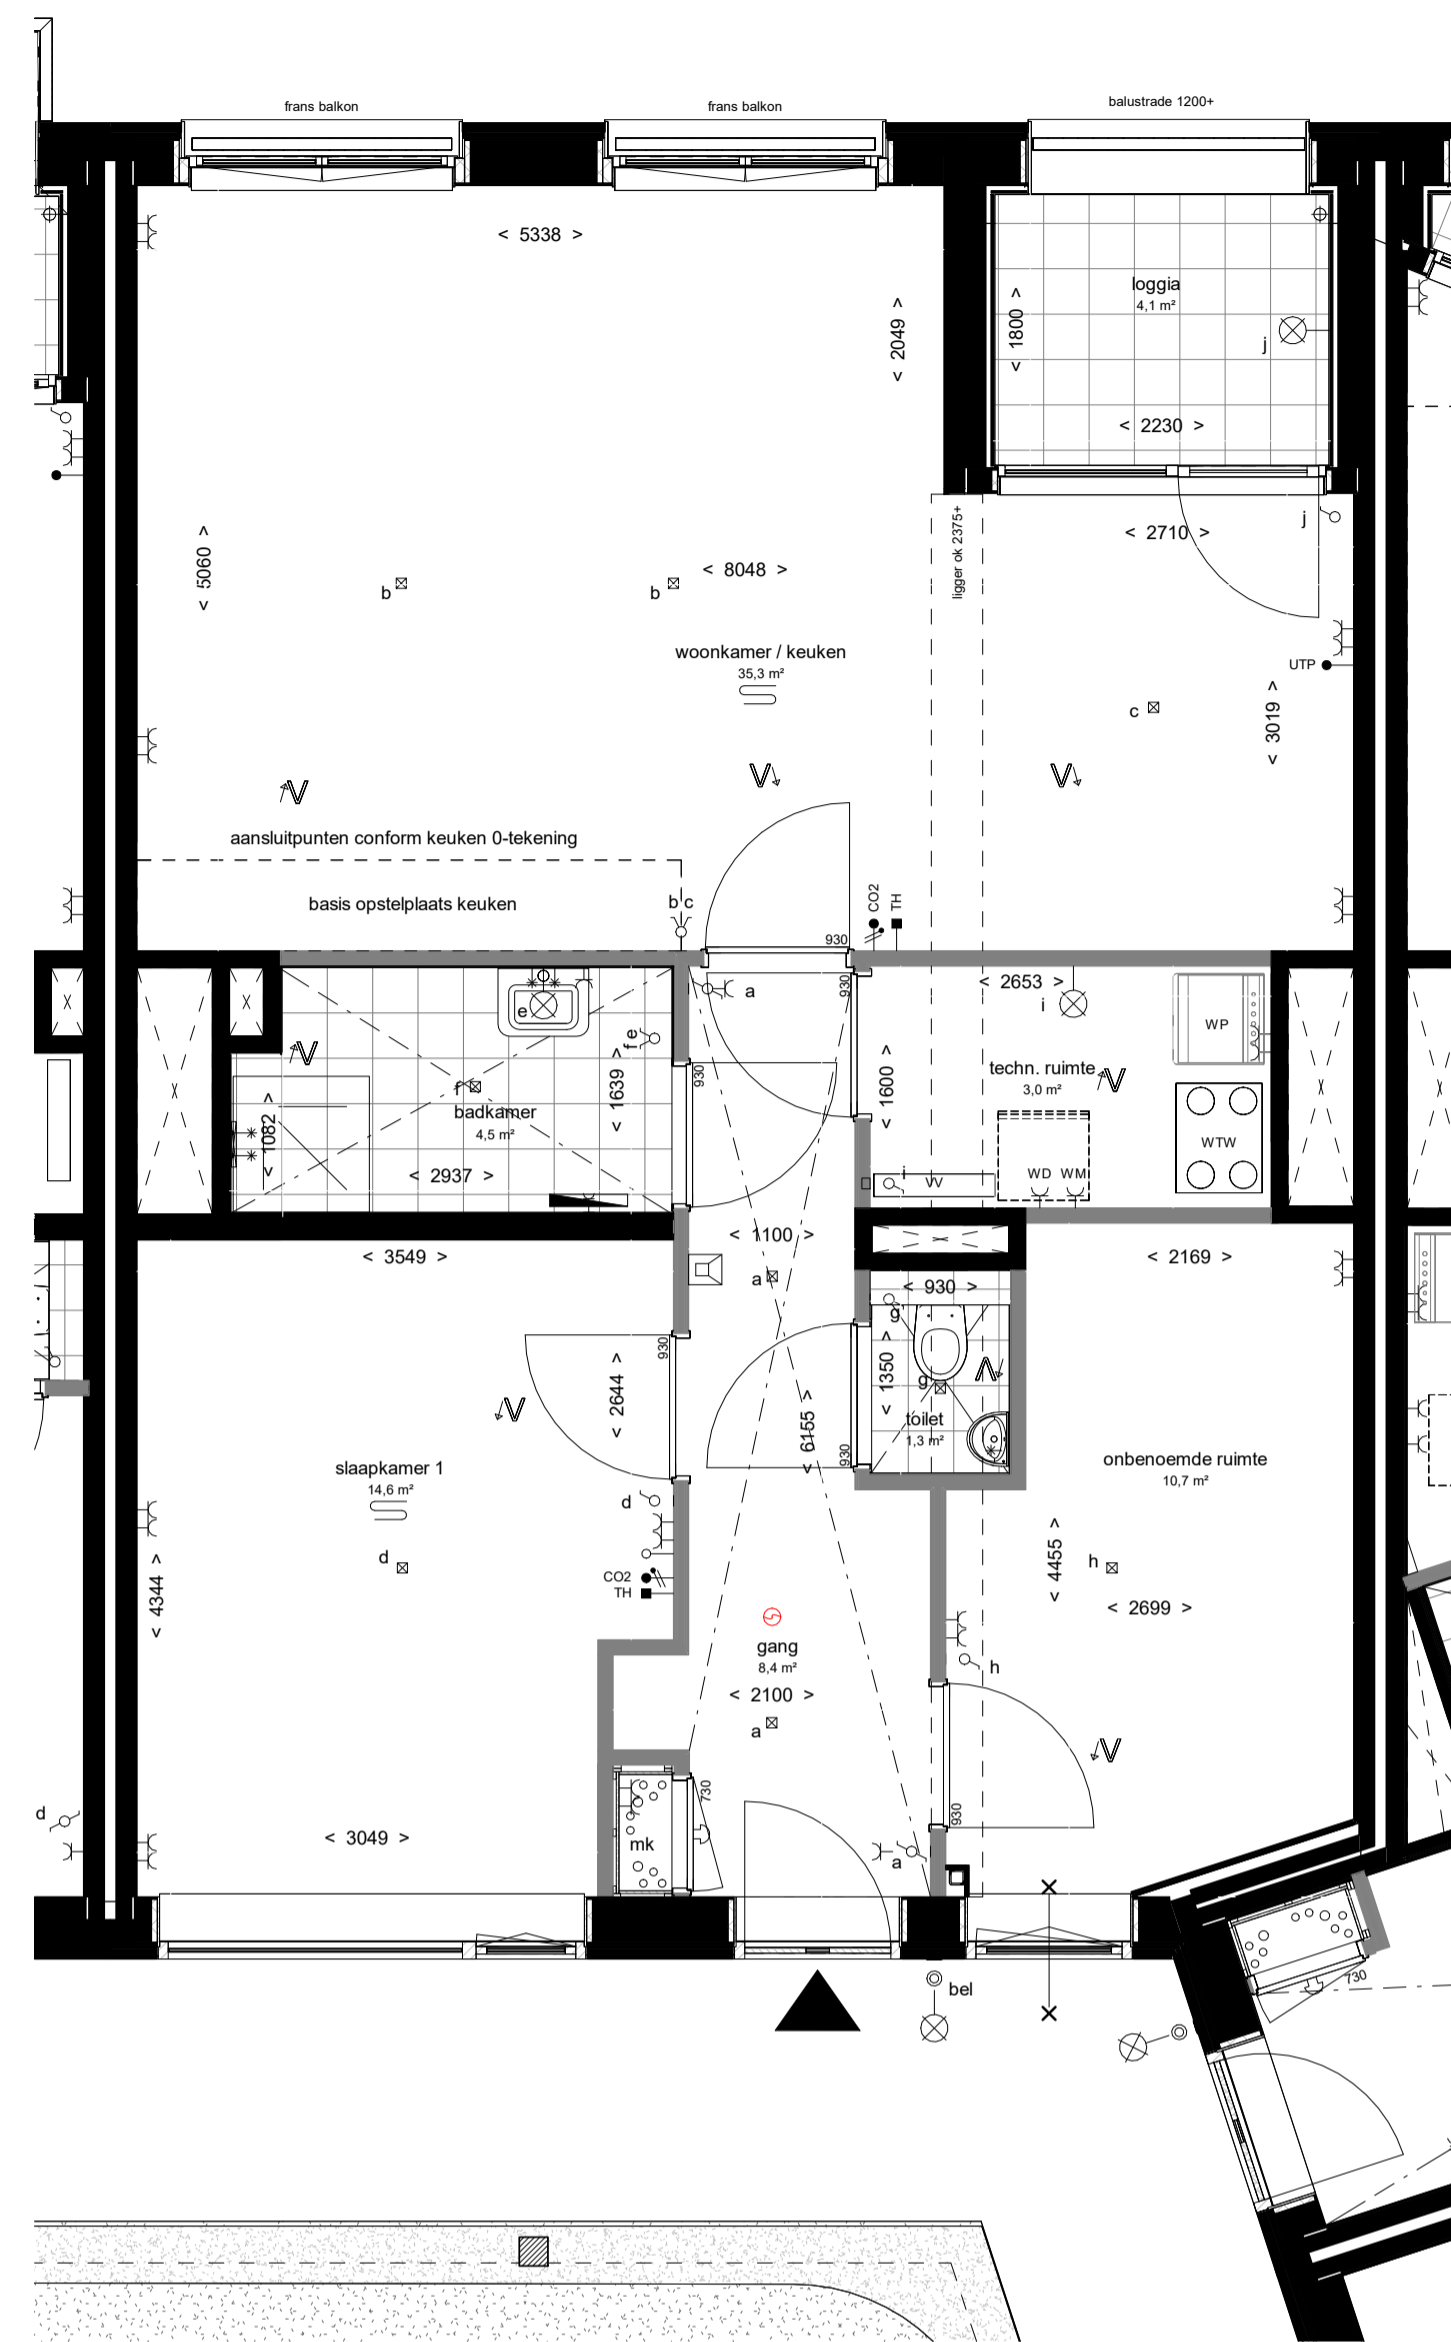 frans balkon
frans balkon
balustrade 1200+
< 5338 >
< 2049 >
< 1800 >
loggia
4,1 m²
j
< 2230 >
< 5060 >
b
b
< 8048 >
ligger ok 2375+
< 2710 >
j
woonkamer / keuken
35,3 m²
UTP
c
< 3019 >
V
V
V
aansluitpunten conform keuken 0-tekening
basis opstelplaats keuken
b c
930
CO2
TH
e
f e
a
930
< 2653 >
i
WP
V
f
badkamer
4,5 m²
< 1639 >
930
< 1600 >
techn. ruimte
3,0 m²
V
< 1082 >
< 2937 >
WTW
WD
WM
i
VV
< 3549 >
< 1100 >
a
< 930 >
g
< 2169 >
930
< 2644 >
V
< 1350 >
g
V
toilet
1,3 m²
< 6155 >
930
slaapkamer 1
14,6 m²
d
d
CO2
TH
< 4344 >
onbenoemde ruimte
10,7 m²
< 4455 >
h
< 2699 >
gang
8,4 m²
< 2100 >
a
h
V
730
930
mk
a
d
< 3049 >
bel
730